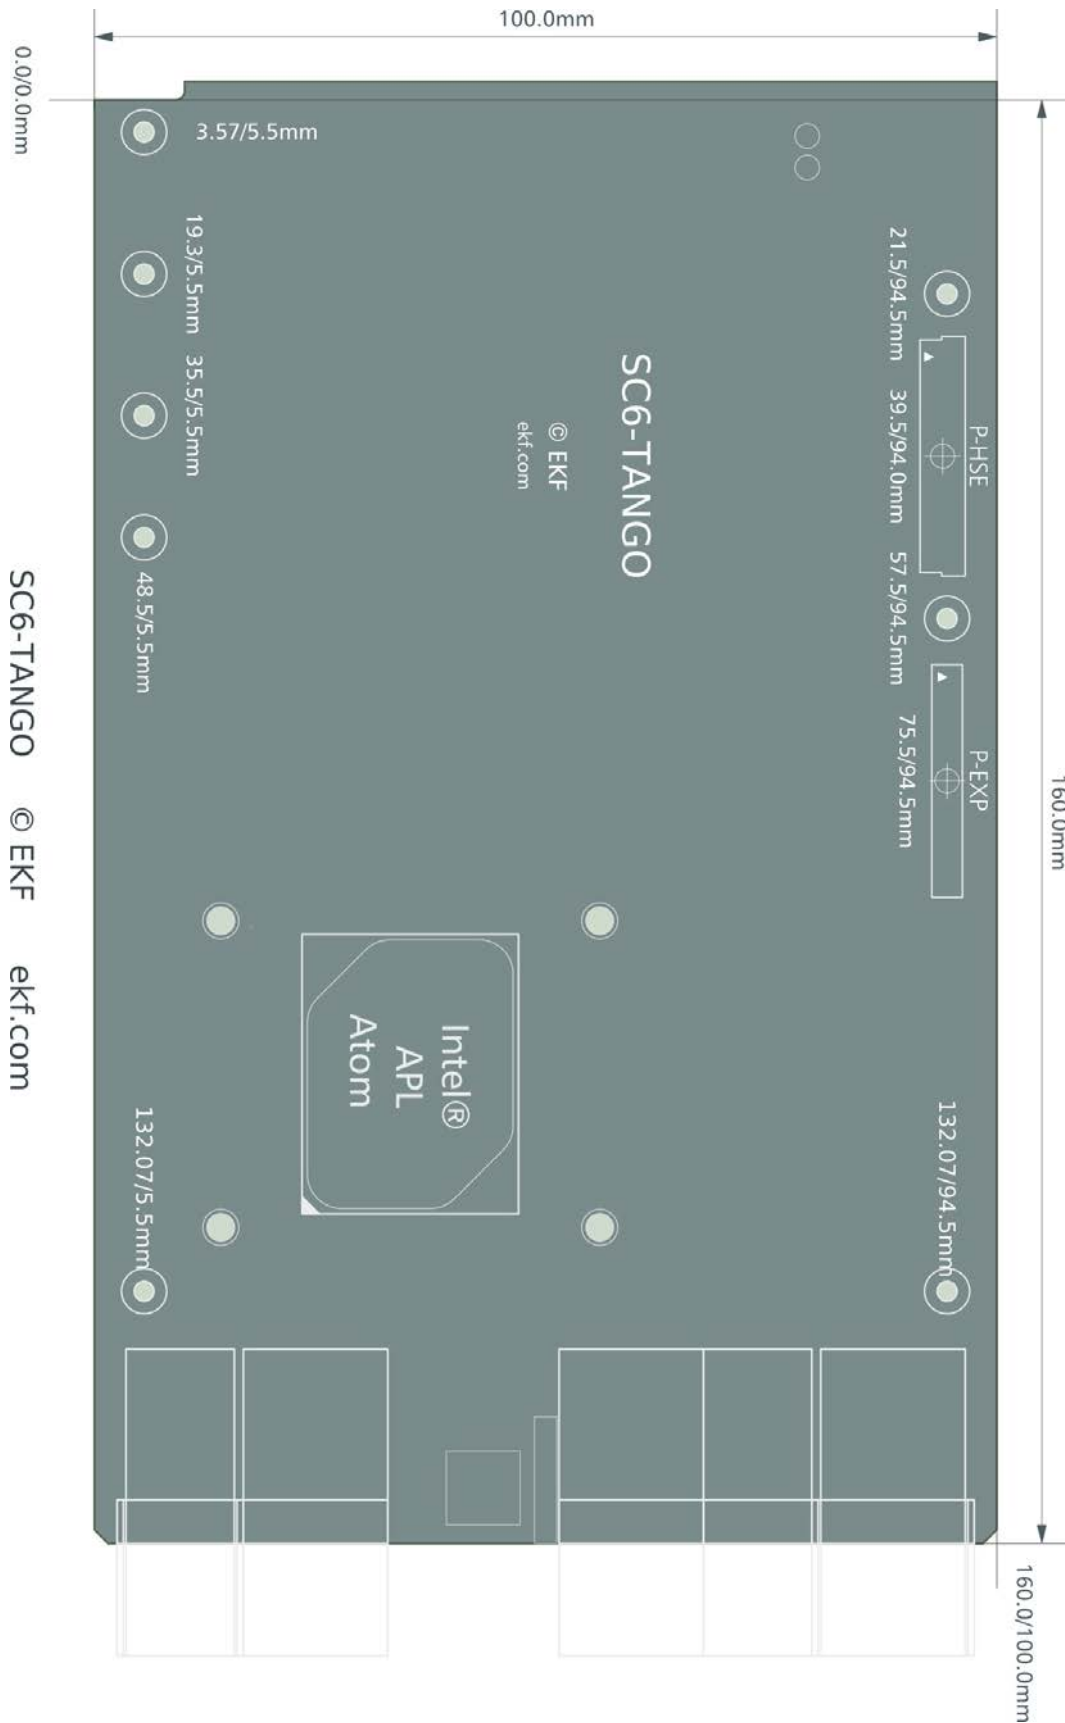 100.0mm
0.0/0.0mm
3.57/5.5mm
19.3/5.5mm
35.5/5.5mm
48.5/5.5mm
21.5/94.5mm
39.5/94.0mm
57.5/94.5mm
75.5/94.5mm
P-HSE
P-EXP
SC6-TANGO
© EKF
ekf.com
160.0mm
Intel®
APL
Atom
132.07/5.5mm
132.07/94.5mm
160.0/100.0mm
SC6-TANGO © EKF ekf.com